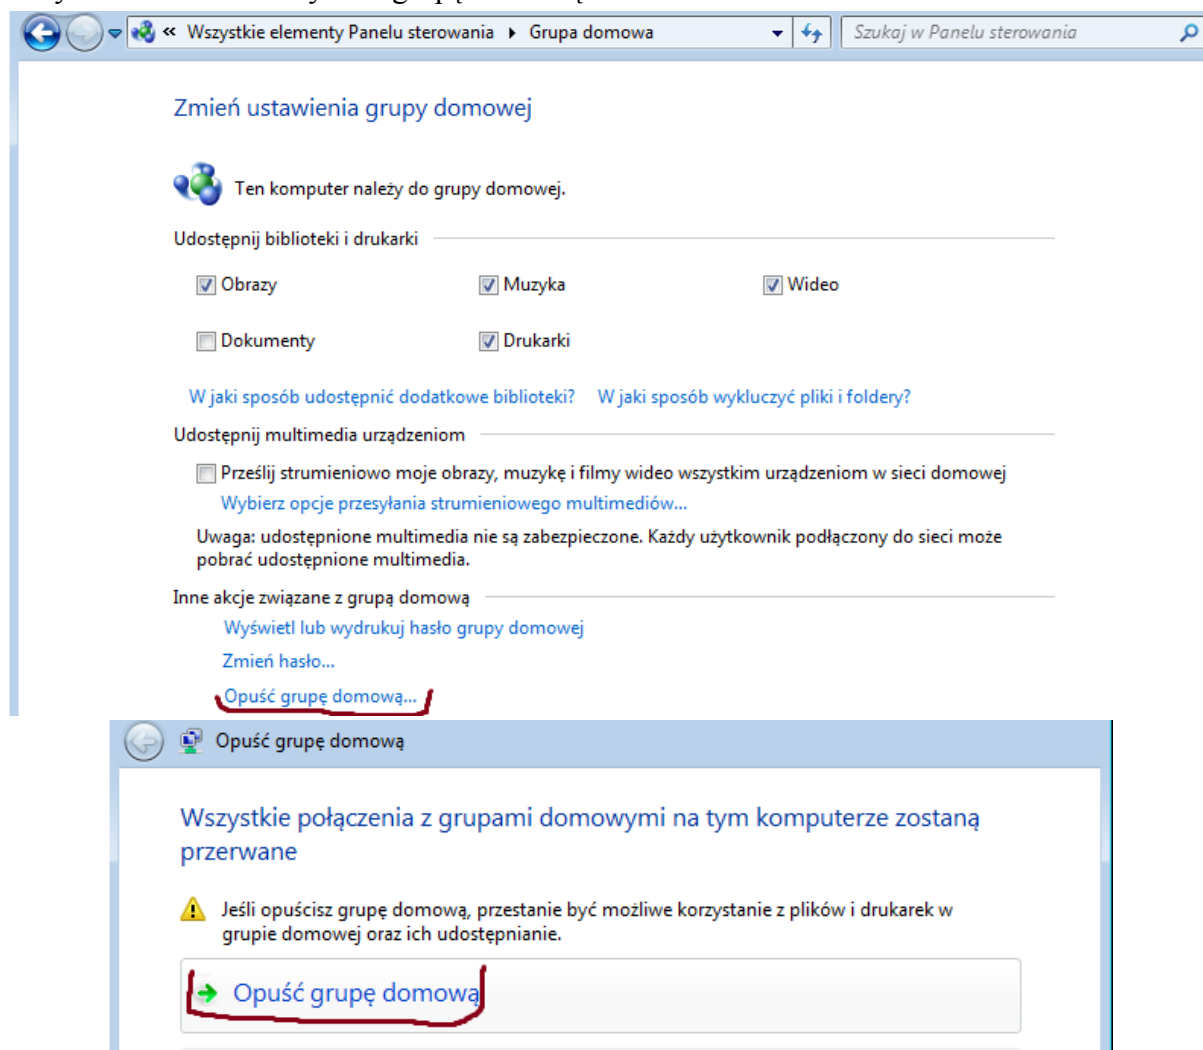 « Wszystkie elementy Panelu sterowania ▸ Grupa domowa
Szukaj w Panelu sterowania
Zmień ustawienia grupy domowej
Ten komputer należy do grupy domowej.
Udostępnij biblioteki i drukarki
Obrazy Muzyka Wideo
Dokumenty Drukarki
W jaki sposób udostępnić dodatkowe biblioteki? W jaki sposób wykluczyć pliki i foldery?
Udostępnij multimedia urządzeniom
Prześlij strumieniowo moje obrazy, muzykę i filmy wideo wszystkim urządzeniom w sieci domowej
Wybierz opcje przesyłania strumieniowego multimediów...
Uwaga: udostępnione multimedia nie są zabezpieczone. Każdy użytkownik podłączony do sieci może
pobrać udostępnione multimedia.
Inne akcje związane z grupą domową
Wyświetl lub wydrukuj hasło grupy domowej
Zmień hasło...
Opuść grupę domową...
Opuść grupę domową
Wszystkie połączenia z grupami domowymi na tym komputerze zostaną
przerwane
Jeśli opuścisz grupę domową, przestanie być możliwe korzystanie z plików i drukarek w
grupie domowej oraz ich udostępnianie.
Opuść grupę domową